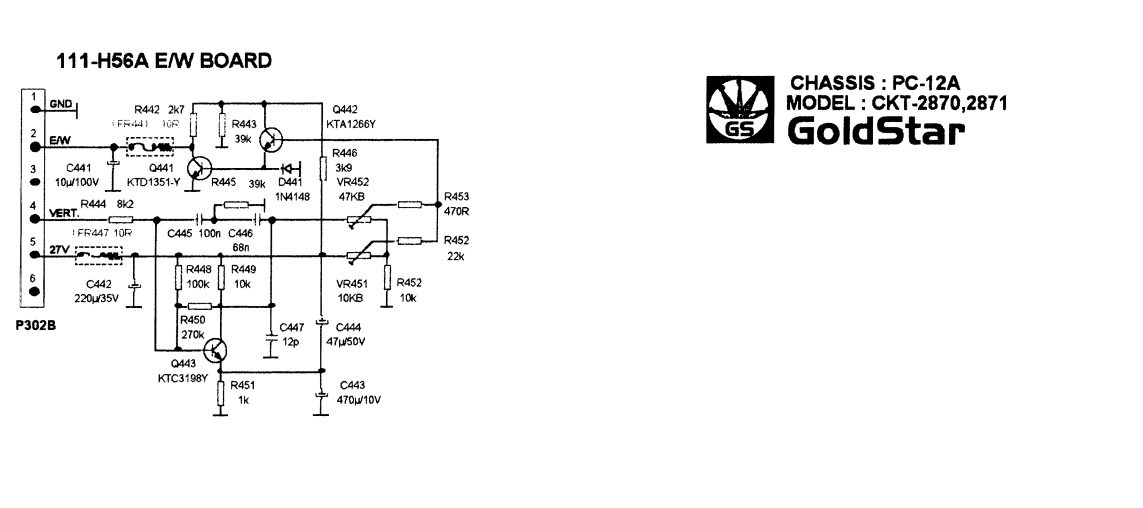 111-H56A E/W BOARD
CHASSIS : PC-12A
MODEL : CKT-2870,2871
GS GoldStar
1 GND
R442 2k7
Q442
KTA1266Y
R443
39k
2 E/W
R446
3k9
C441
10µ/100V
Q441
KTD1351-Y
R445 39k
D441
1N4148
VR452
47KB
3
R453
470R
4 VERT.
R444 8k2
C445 100n
C446
68n
5 27V
R452
22k
C442
220µ/35V
R448
100k
R449
10k
VR451
10KB
R452
10k
6
P302B
R450
270k
C447
12p
C444
47µ/50V
Q443
KTC3198Y
R451
1k
C443
470µ/10V